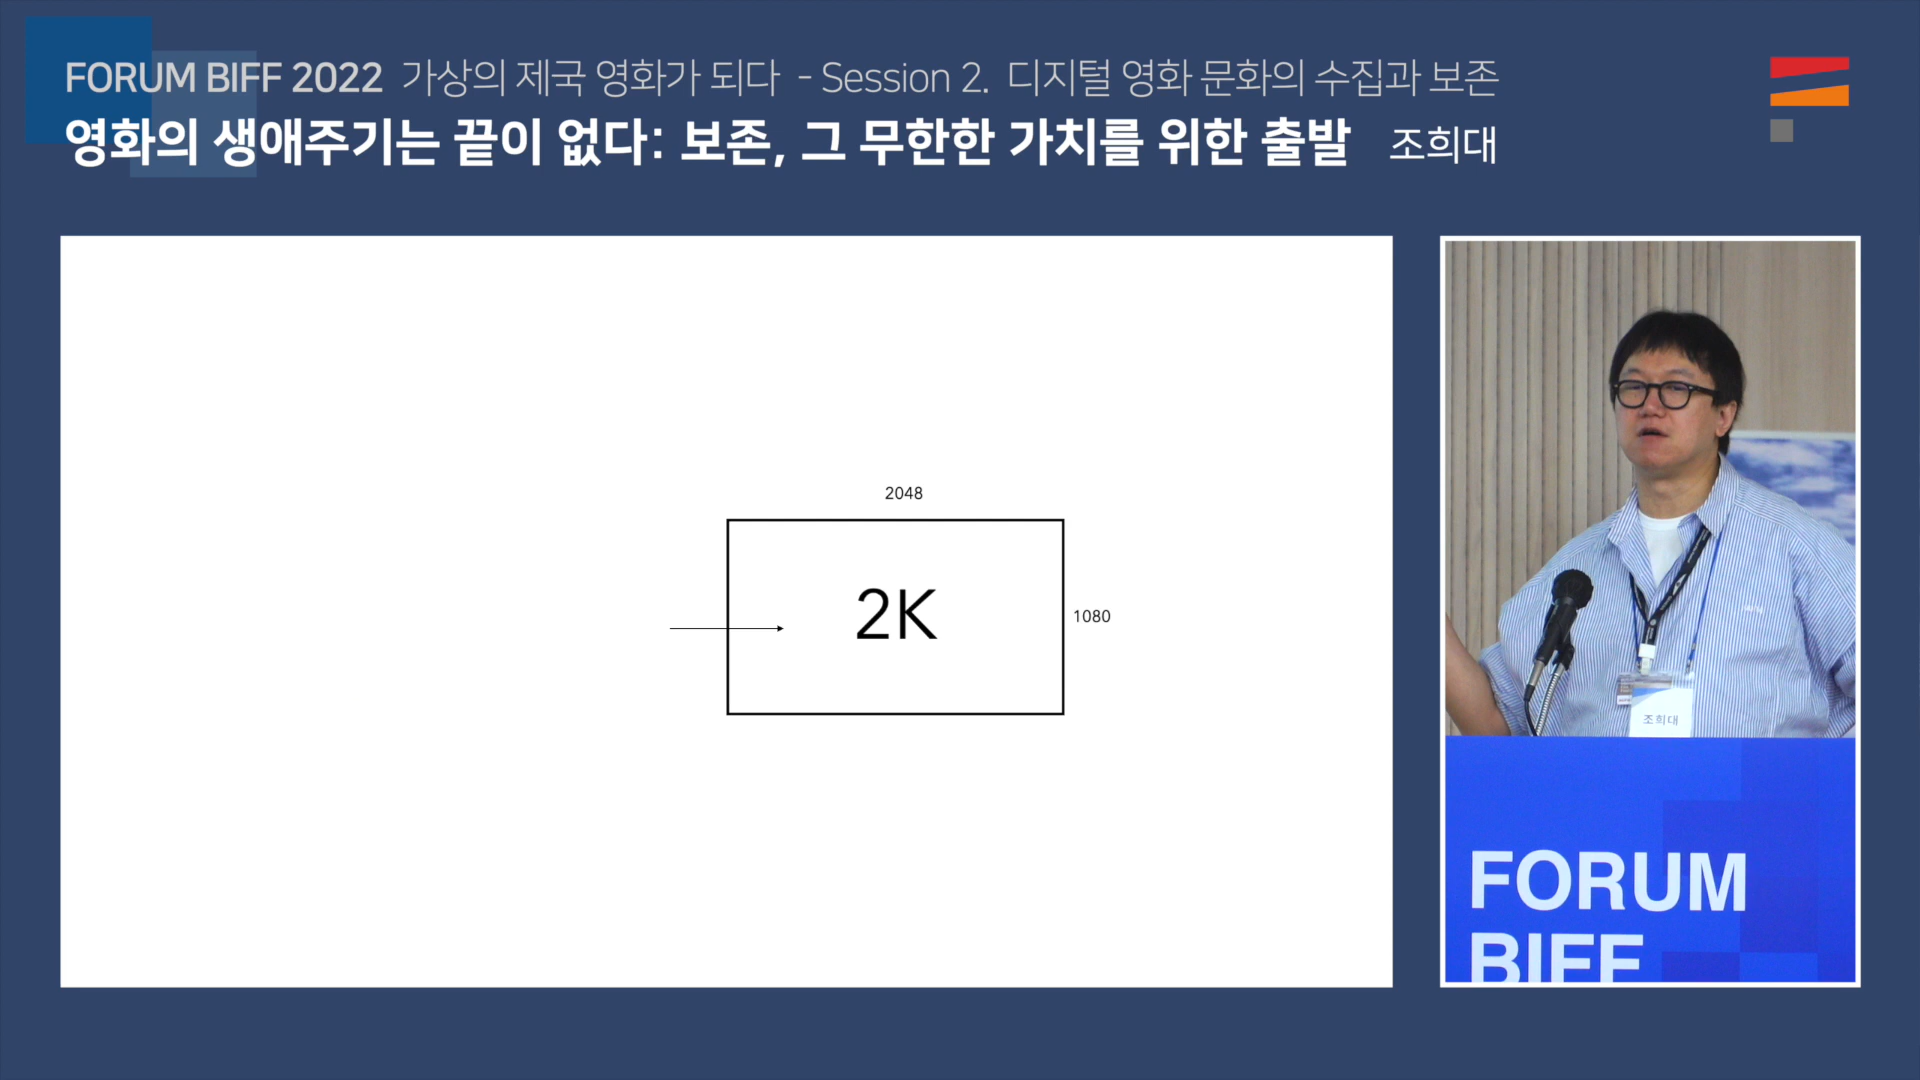 FORUM BIFF 2022 가상의 제국 영화가 되다 - Session 2. 디지털 영화 문화의 수집과 보존
영화의 생애주기는 끝이 없다: 보존, 그 무한한 가치를 위한 출발 조희대
2048
2K
1080
조희대
FORUM
BIFF